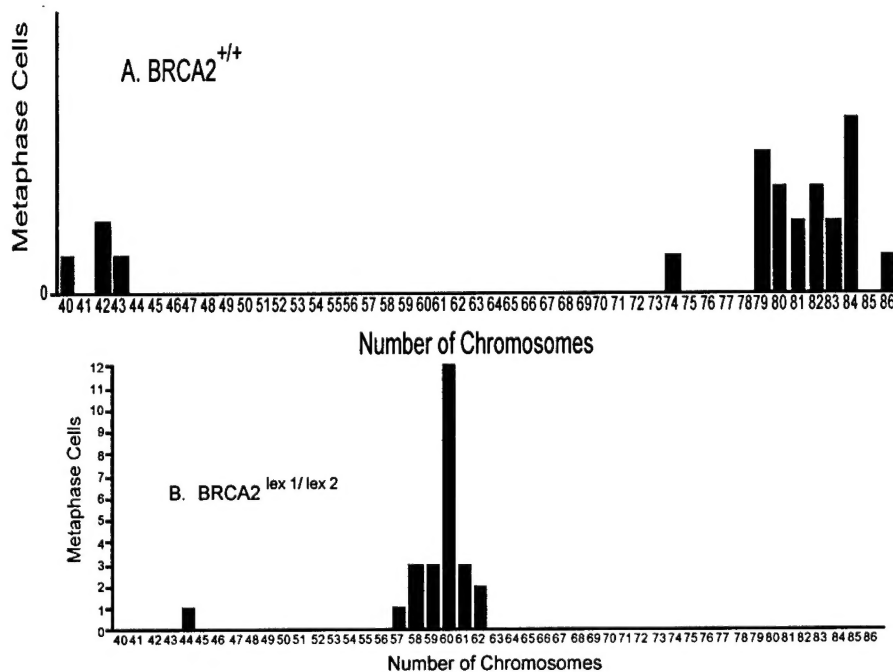 A. BRCA2+/+
Metaphase Cells
0
40 41 42 43 44 45 46 47 48 49 50 51 52 53 54 55 56 57 58 59 60 61 62 63 64 65 66 67 68 69 70 71 72 73 74 75 76 77 78 79 80 81 82 83 84 85 86
Number of Chromosomes
12
11
10
9
8
7
6
5
4
3
2
1
0
Metaphase Cells
B. BRCA2 lex 1/ lex 2
40 41 42 43 44 45 46 47 48 49 50 51 52 53 54 55 56 57 58 59 60 61 62 63 64 65 66 67 68 69 70 71 72 73 74 75 76 77 78 79 80 81 82 83 84 85 86
Number of Chromosomes